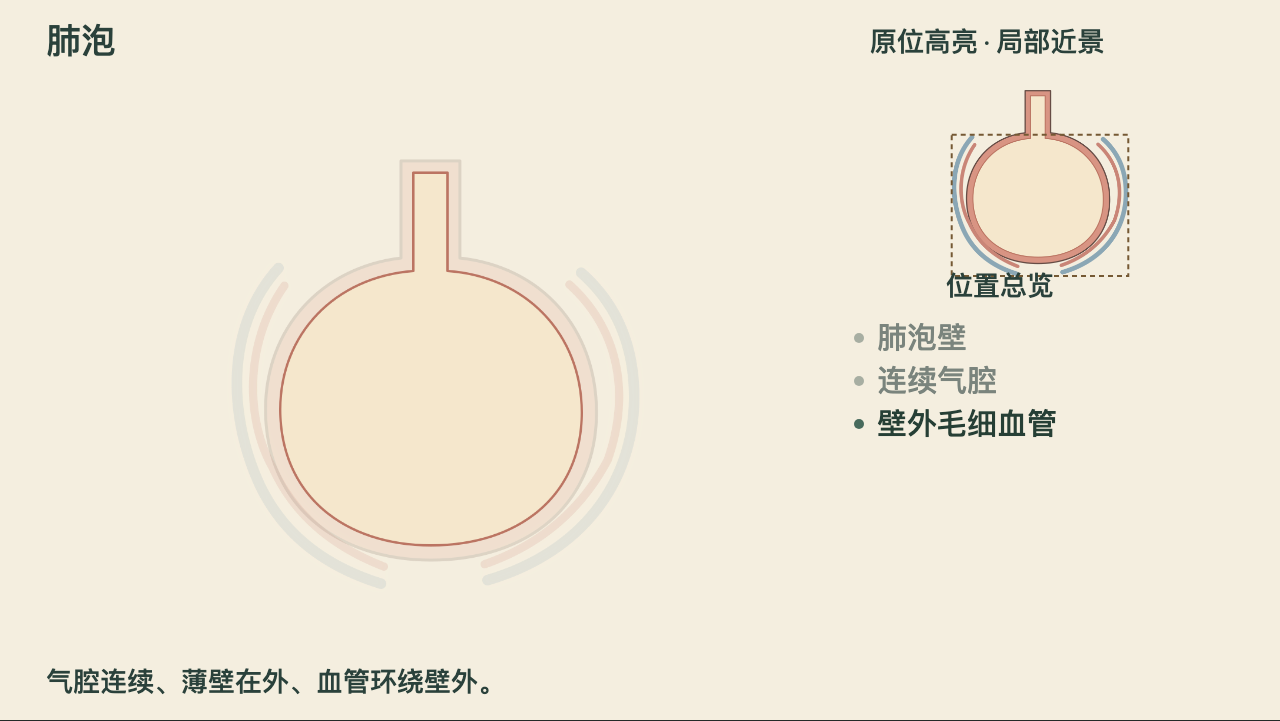 肺泡
原位高亮 · 局部近景
位置总览
肺泡壁
连续气腔
壁外毛细血管
气腔连续、薄壁在外、血管环绕壁外。